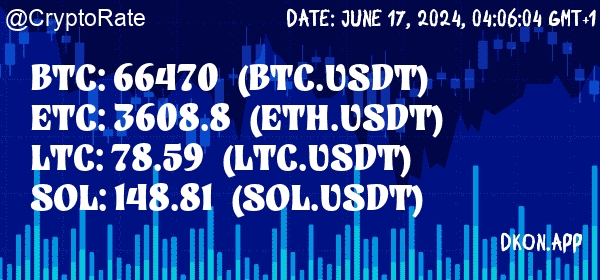 @CryptoRate
DATE: JUNE 17, 2024, 04:06:04 GMT+1
BTC: 66470 (BTC.USDT)
ETC: 3608.8 (ETH.USDT)
LTC: 78.59 (LTC.USDT)
SOL: 148.81 (SOL.USDT)
DKON.APP